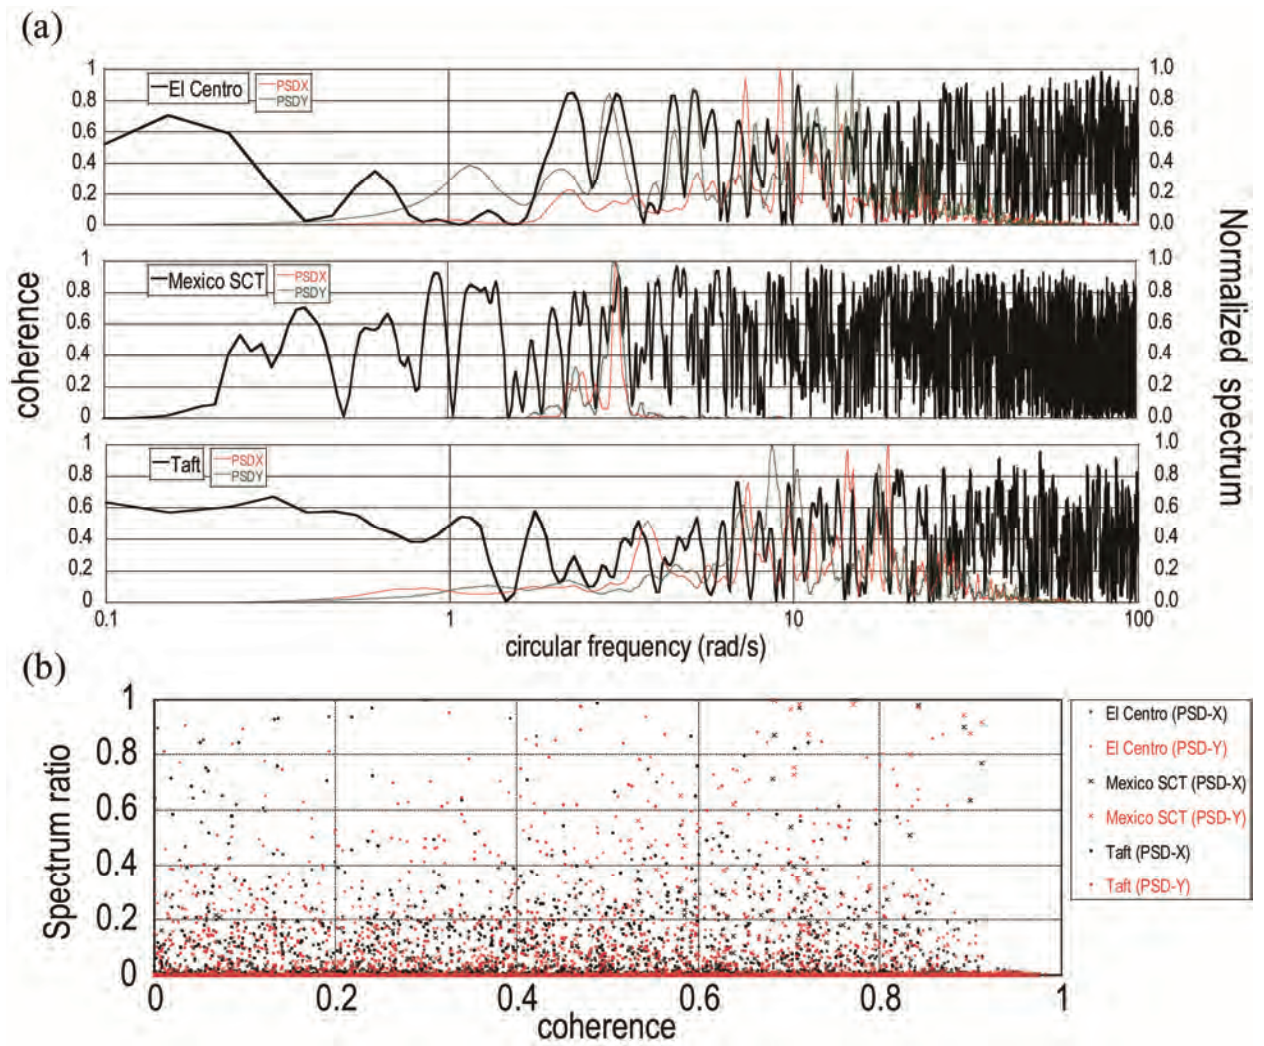 (a)
1 El Centro PSDX PSDY 1.0
0.8 0.8
0.6 0.6
0.4 0.4
0.2 0.2
0 0.0
1 Mexico SCT PSDX PSDY 1.0
0.8 0.8
0.6 0.6
0.4 0.4
0.2 0.2
0 0.0
1 Taft PSDX PSDY 1.0
0.8 0.8
0.6 0.6
0.4 0.4
0.2 0.2
0 0.0
0.1 1 10 100
coherence
Normalized spectrum
circular frequency (rad/s)
(b)
1
0.8
0.6
0.4
0.2
0
Spectrum ratio
0 0.2 0.4 0.6 0.8 1
coherence
El Centro (PSD-X)
El Centro (PSD-Y)
Mexico SCT (PSD-X)
Mexico SCT (PSD-Y)
Taft (PSD-X)
Taft (PSD-Y)